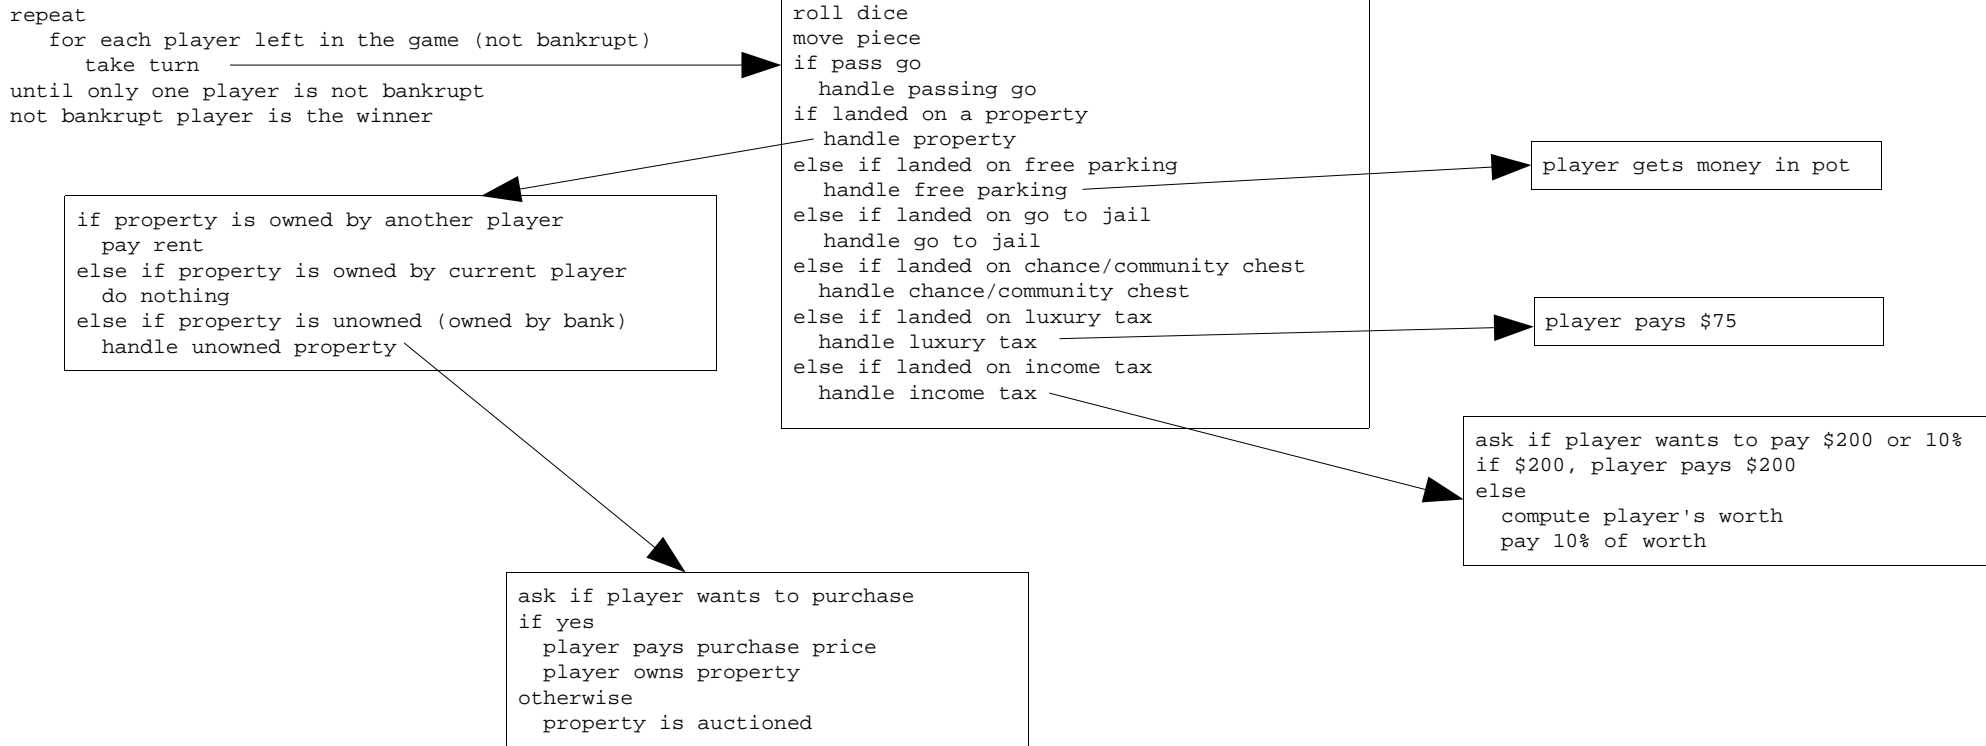 repeat
for each player left in the game (not bankrupt)
take turn
until only one player is not bankrupt
not bankrupt player is the winner
roll dice
move piece
if pass go
handle passing go
if landed on a property
handle property
else if landed on free parking
handle free parking
else if landed on go to jail
handle go to jail
else if landed on chance/community chest
handle chance/community chest
else if landed on luxury tax
handle luxury tax
else if landed on income tax
handle income tax
if property is owned by another player
pay rent
else if property is owned by current player
do nothing
else if property is unowned (owned by bank)
handle unowned property
player gets money in pot
player pays $75
ask if player wants to pay $200 or 10%
if $200, player pays $200
else
compute player's worth
pay 10% of worth
ask if player wants to purchase
if yes
player pays purchase price
player owns property
otherwise
property is auctioned